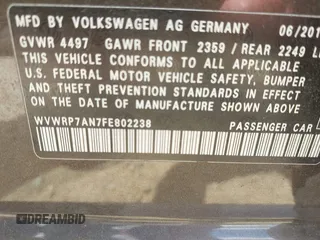 MFD BY VOLKSWAGEN AG GERMANY 06/201
GVWR 4497 GAWR FRONT 2359 / REAR 2249 L
THIS VEHICLE CONFORMS TO ALL APPLICABLE
U.S. FEDERAL MOTOR VEHICLE SAFETY, BUMPER
AND THEFT PREVENTION STANDARDS IN EFFECT
ON DATE OF MANUFACTURE SHOWN ABOVE
WVWRP7AN7FE802238 PASSENGER CAR
DREAMBID